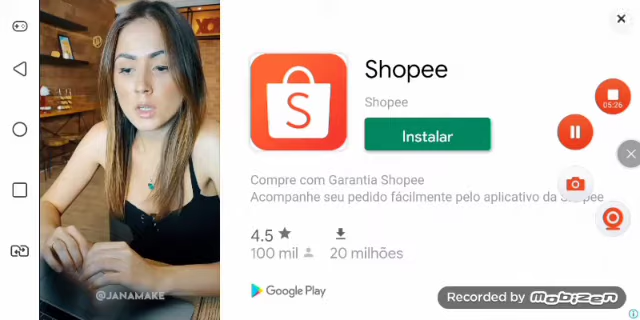 Shopee
Shopee
Instalar
Compre com Garantia Shopee
Acompanhe seu pedido fácilmente pelo aplicativo da Shopee
4.5
100 mil
20 milhões
Google Play
@JANAMAKE
05:26
Recorded by MOBIZEN